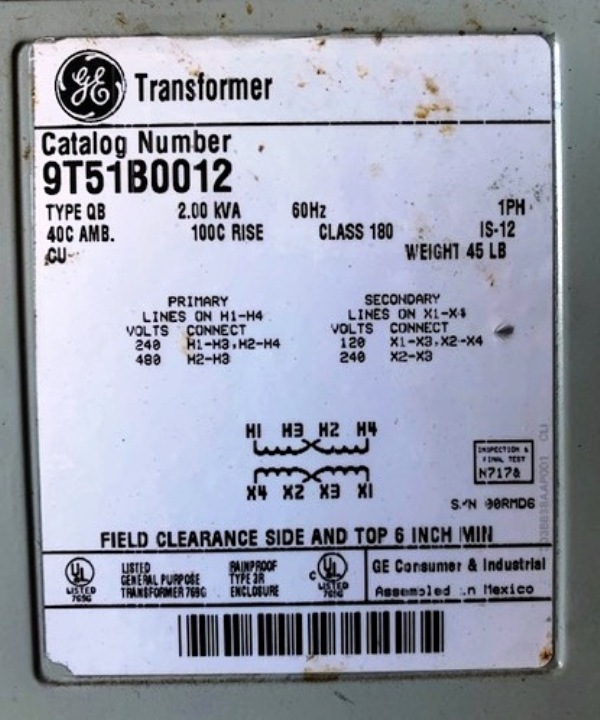 GE Transformer
Catalog Number
9T51B0012
TYPE QB 2.00 KVA 60Hz 1PH
40C AMB. 100C RISE CLASS 180 IS-12
CU WEIGHT 45 LB
PRIMARY
LINES ON H1-H4
VOLTS CONNECT
240 H1-H3,H2-H4
480 H2-H3
SECONDARY
LINES ON X1-X4
VOLTS CONNECT
120 X1-X3,X2-X4
240 X2-X3
H1 H3 H2 H4
X4 X2 X3 X1
INSPECTION &
FINAL TEST
S/N
FIELD CLEARANCE SIDE AND TOP 6 INCH MIN
UL
LISTED
769G
LISTED
GENERAL PURPOSE
TRANSFORMER 769G
RAINPROOF
TYPE 3R
ENCLOSURE
C UL
LISTED
769G
GE Consumer & Industrial
Assembled in Mexico